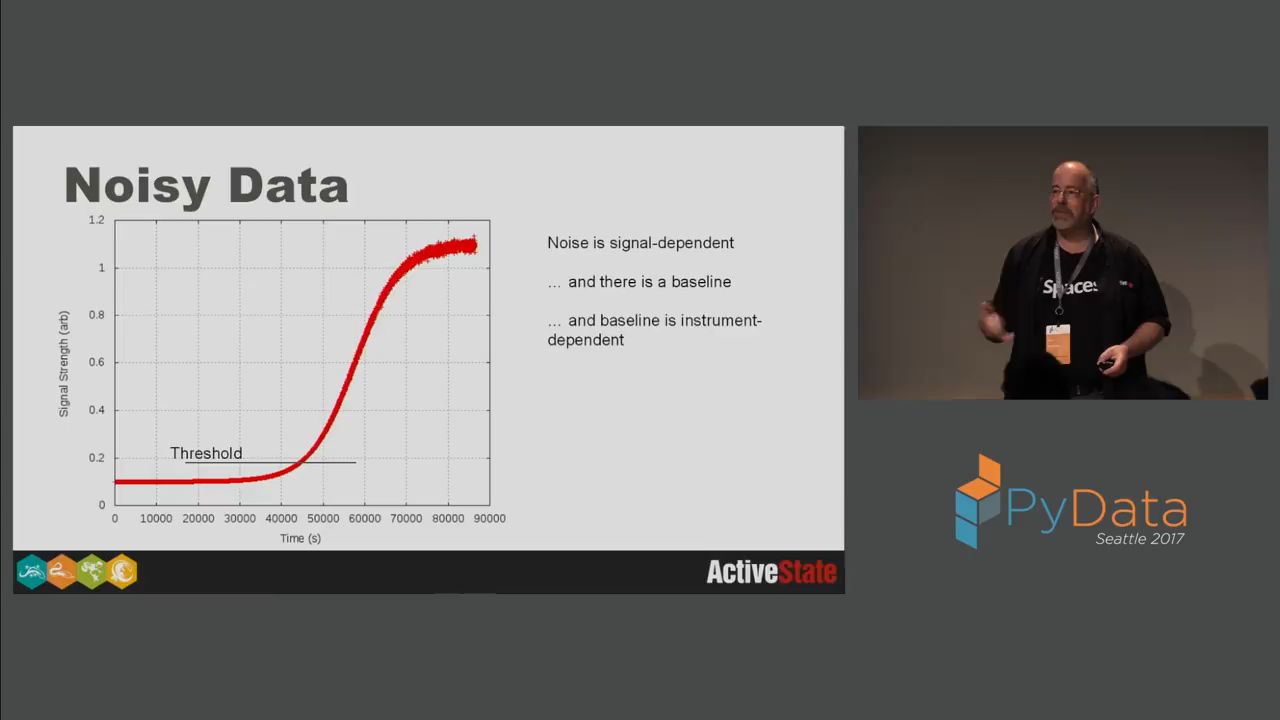 Noisy Data
1.2
1
0.8
0.6
0.4
0.2
0
Signal Strength (arb)
Threshold
0 10000 20000 30000 40000 50000 60000 70000 80000 90000
Time (s)
Noise is signal-dependent
… and there is a baseline
… and baseline is instrument-
dependent
ActiveState
Spaces
PyData
Seattle 2017